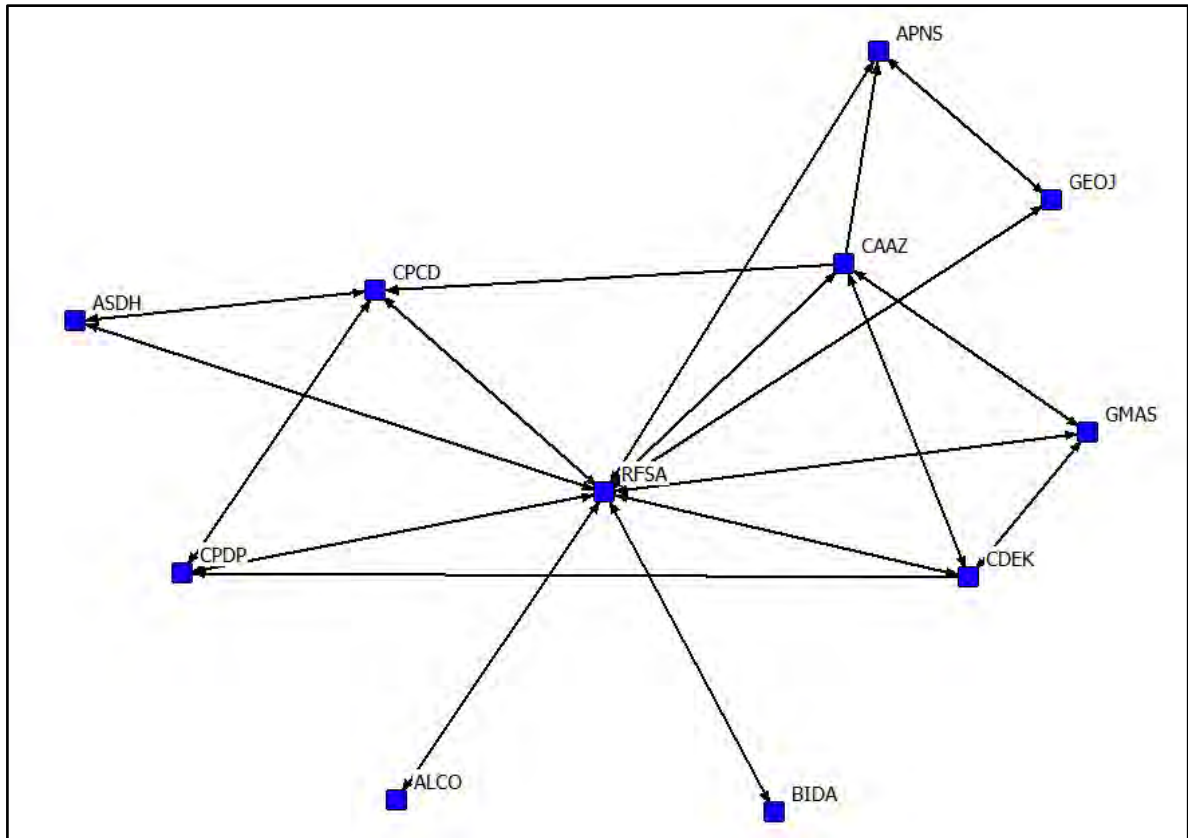 APNS
GEOJ
CAAZ
CPCD
ASDH
GMAS
RFSA
CPDP
CDEK
ALCO
BIDA